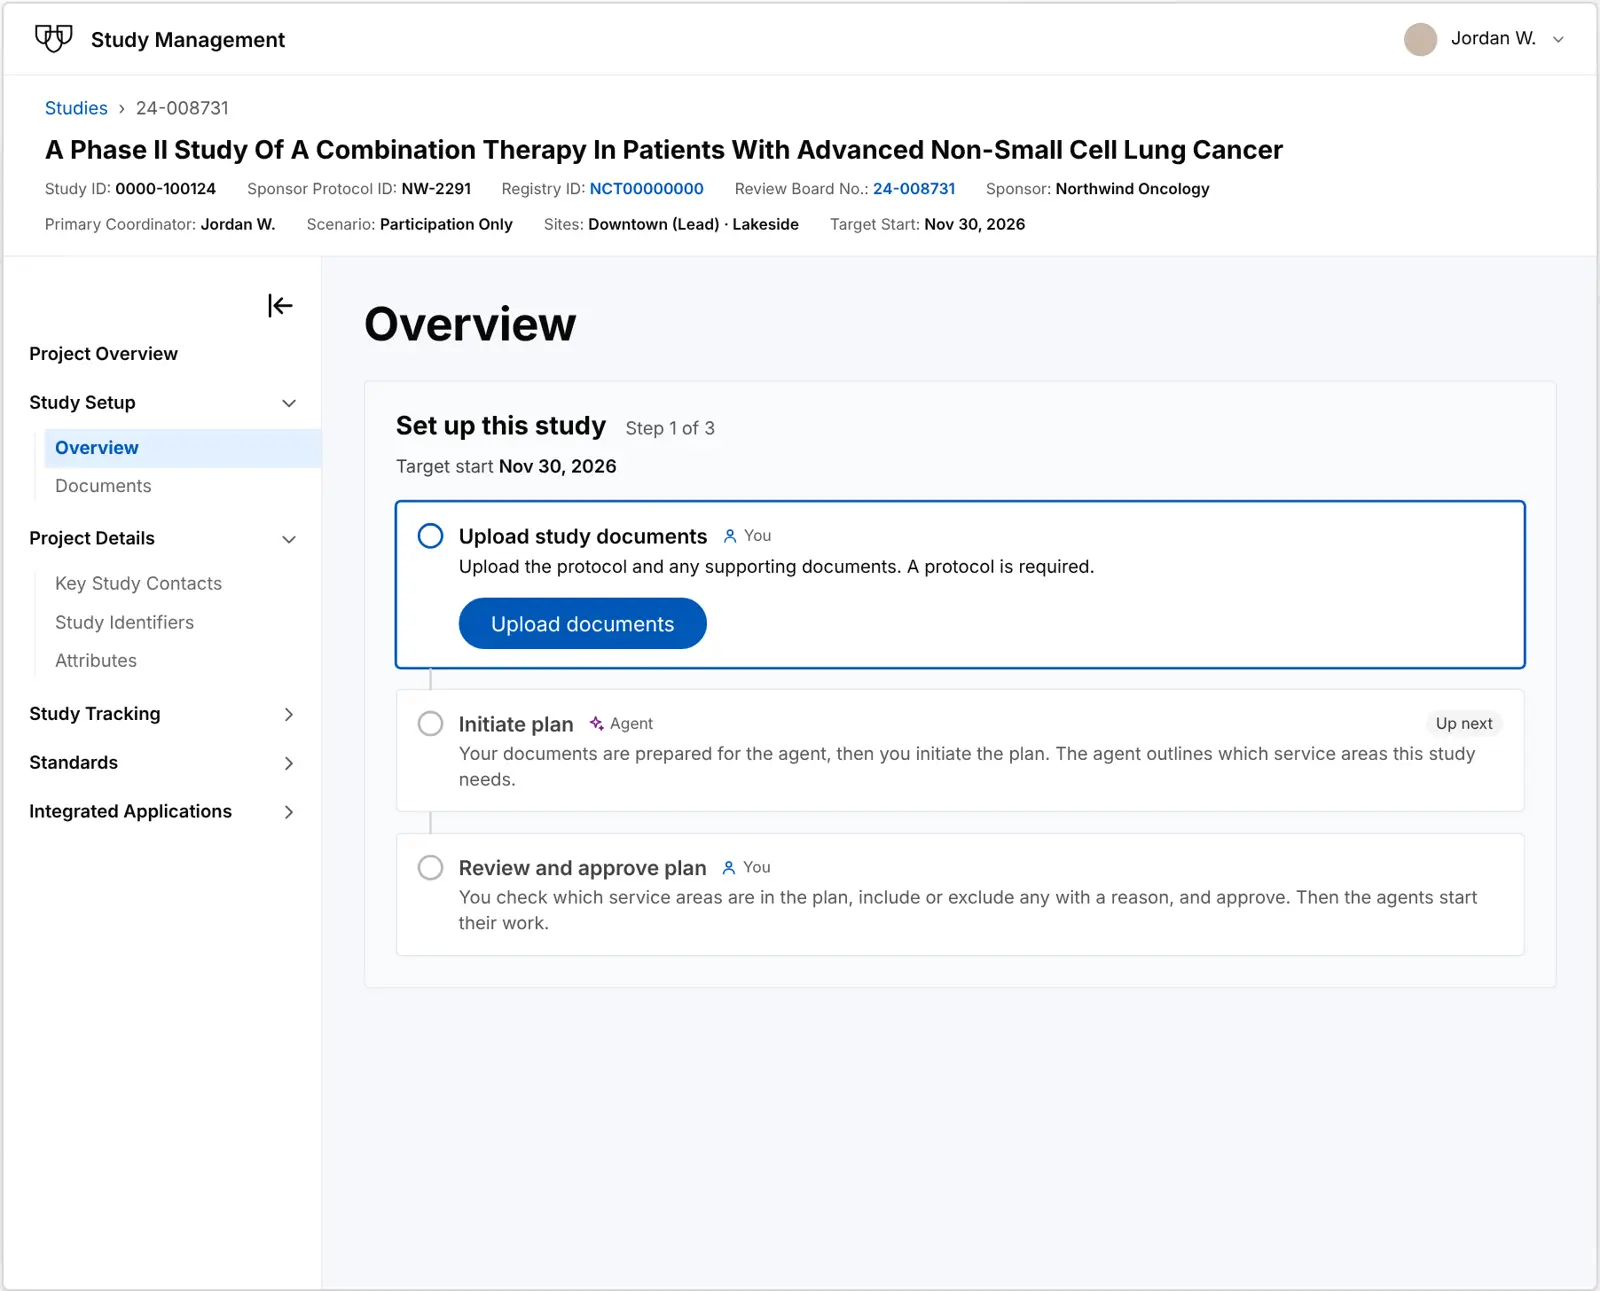 Study Management
Jordan W.
Studies › 24-008731
A Phase II Study Of A Combination Therapy In Patients With Advanced Non-Small Cell Lung Cancer
Study ID: 0000-100124 Sponsor Protocol ID: NW-2291 Registry ID: NCT00000000 Review Board No.: 24-008731 Sponsor: Northwind Oncology
Primary Coordinator: Jordan W. Scenario: Participation Only Sites: Downtown (Lead) · Lakeside Target Start: Nov 30, 2026
Project Overview
Study Setup
Overview
Documents
Project Details
Key Study Contacts
Study Identifiers
Attributes
Study Tracking
Standards
Integrated Applications
Overview
Set up this study Step 1 of 3
Target start Nov 30, 2026
Upload study documents You
Upload the protocol and any supporting documents. A protocol is required.
Upload documents
Initiate plan Agent
Up next
Your documents are prepared for the agent, then you initiate the plan. The agent outlines which service areas this study
needs.
Review and approve plan You
You check which service areas are in the plan, include or exclude any with a reason, and approve. Then the agents start
their work.